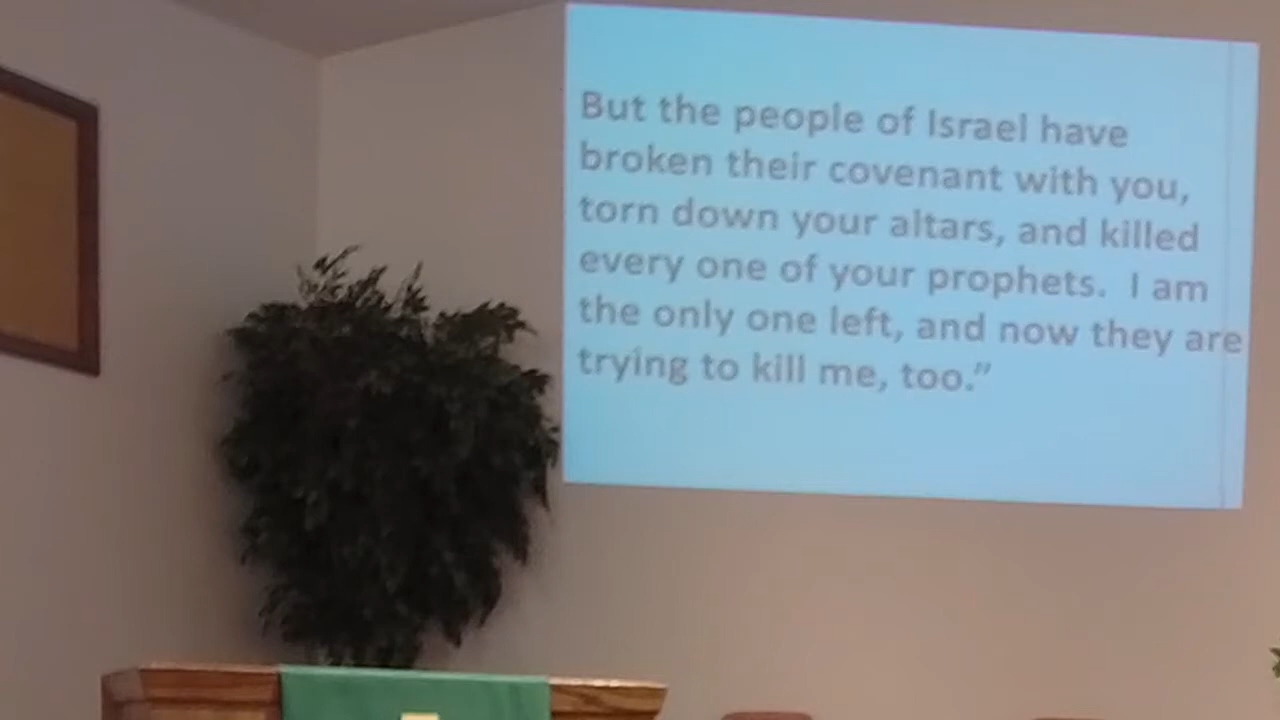 But the people of Israel have
broken their covenant with you,
torn down your altars, and killed
every one of your prophets.  I am
the only one left, and now they are
trying to kill me, too.”